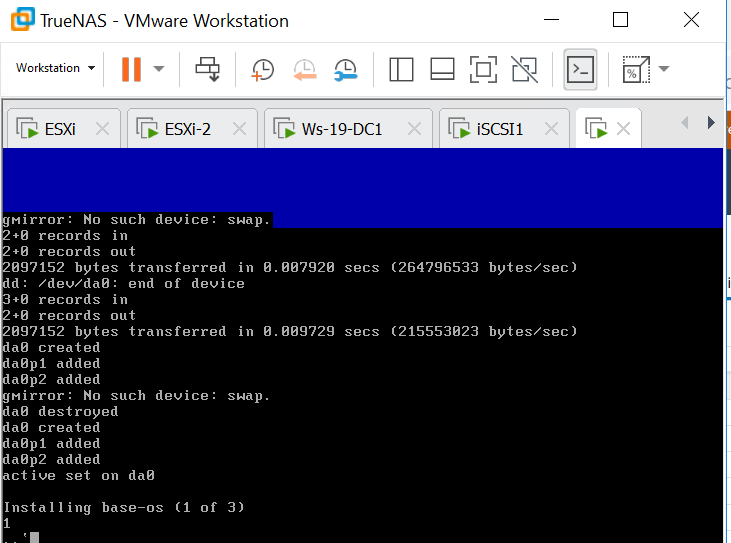 TrueNAS - VMware Workstation
Workstation
ESXi
ESXi-2
Ws-19-DC1
iSCSI1
gmirror: No such device: swap.
2+0 records in
2+0 records out
2097152 bytes transferred in 0.007920 secs (264796533 bytes/sec)
dd: /dev/da0: end of device
3+0 records in
2+0 records out
2097152 bytes transferred in 0.009729 secs (215553023 bytes/sec)
da0 created
da0p1 added
da0p2 added
gmirror: No such device: swap.
da0 destroyed
da0 created
da0p1 added
da0p2 added
active set on da0
Installing base-os (1 of 3)
1